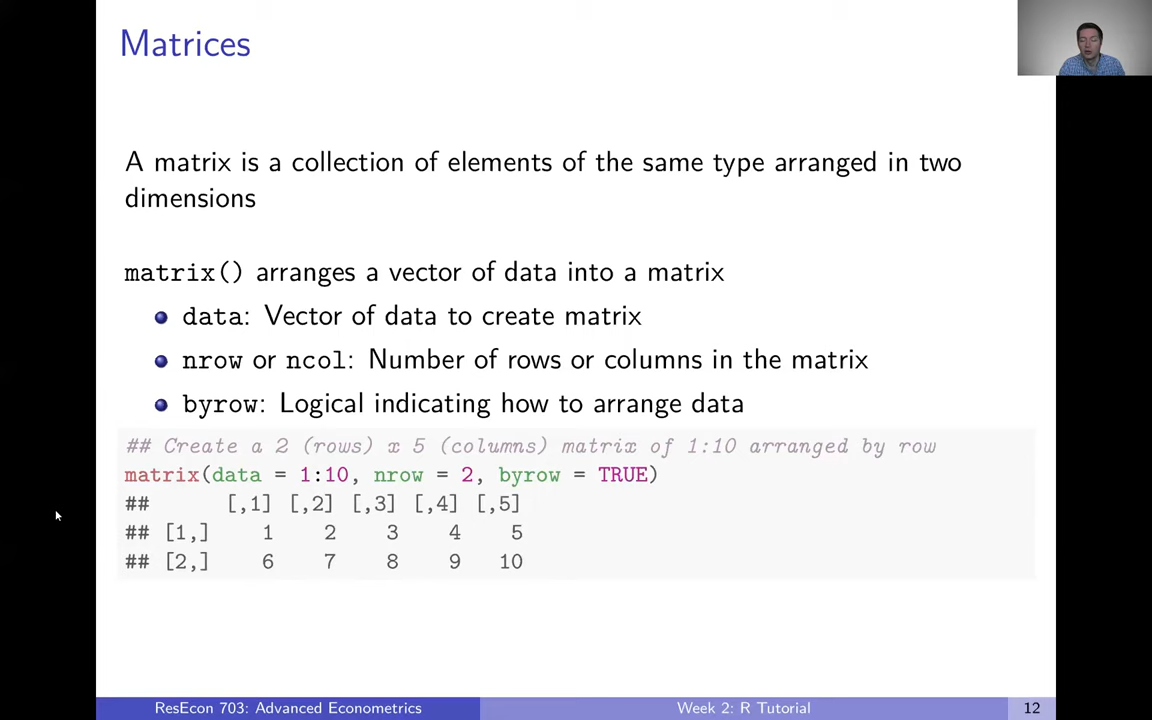 Matrices
A matrix is a collection of elements of the same type arranged in two
dimensions
matrix() arranges a vector of data into a matrix
data: Vector of data to create matrix
nrow or ncol: Number of rows or columns in the matrix
byrow: Logical indicating how to arrange data
## Create a 2 (rows) x 5 (columns) matrix of 1:10 arranged by row
matrix(data = 1:10, nrow = 2, byrow = TRUE)
## [,1] [,2] [,3] [,4] [,5]
## [1,] 1 2 3 4 5
## [2,] 6 7 8 9 10
ResEcon 703: Advanced Econometrics Week 2: R Tutorial 12